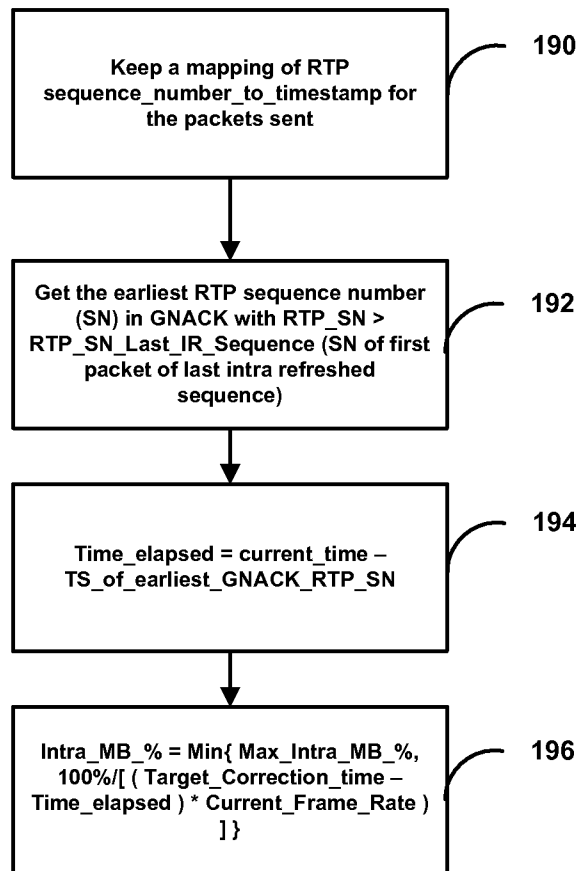 Keep a mapping of RTP
sequence_number_to_timestamp for
the packets sent
190
Get the earliest RTP sequence number
(SN) in GNACK with RTP_SN >
RTP_SN_Last_IR_Sequence (SN of first
packet of last intra refreshed
sequence)
192
Time_elapsed = current_time –
TS_of_earliest_GNACK_RTP_SN
194
Intra_MB_% = Min{ Max_Intra_MB_%,
100%/[ ( Target_Correction_time –
Time_elapsed ) * Current_Frame_Rate )
] }
196